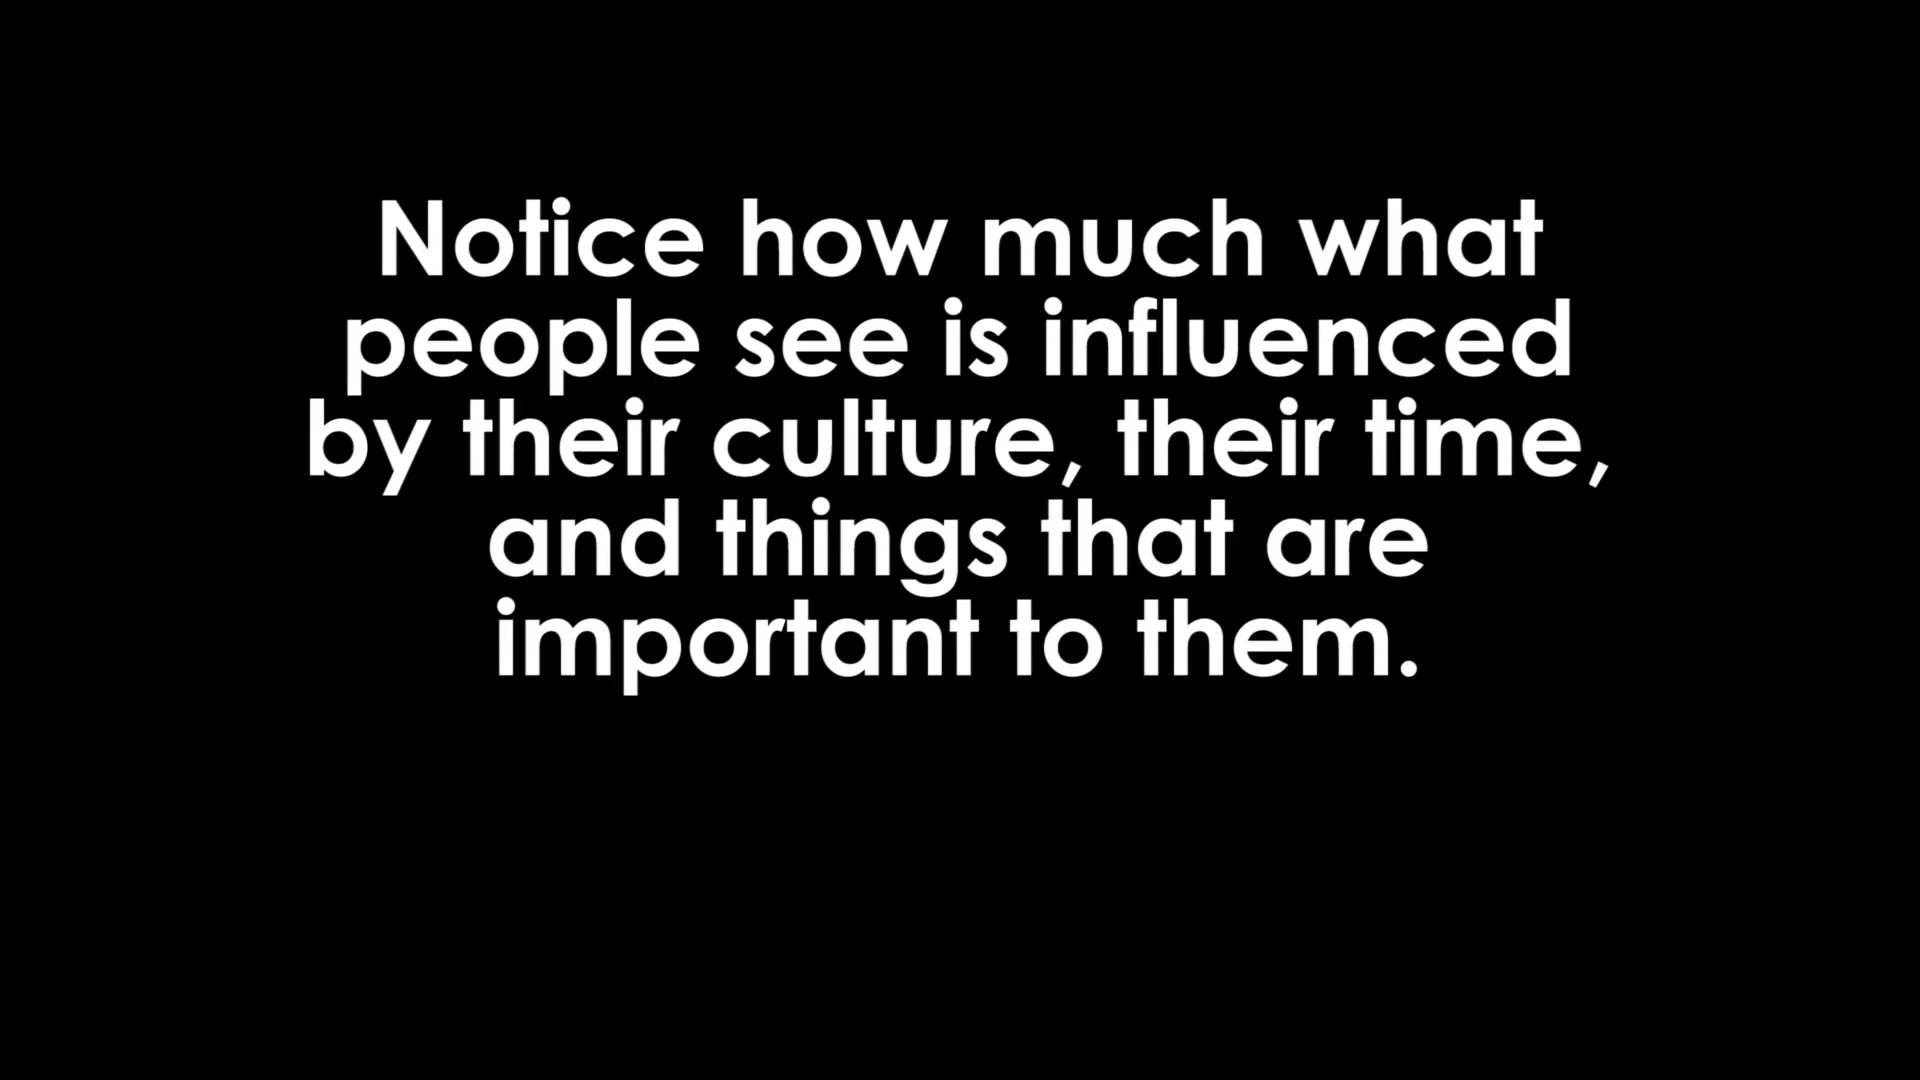 Notice how much what
people see is influenced
by their culture, their time,
and things that are
important to them.